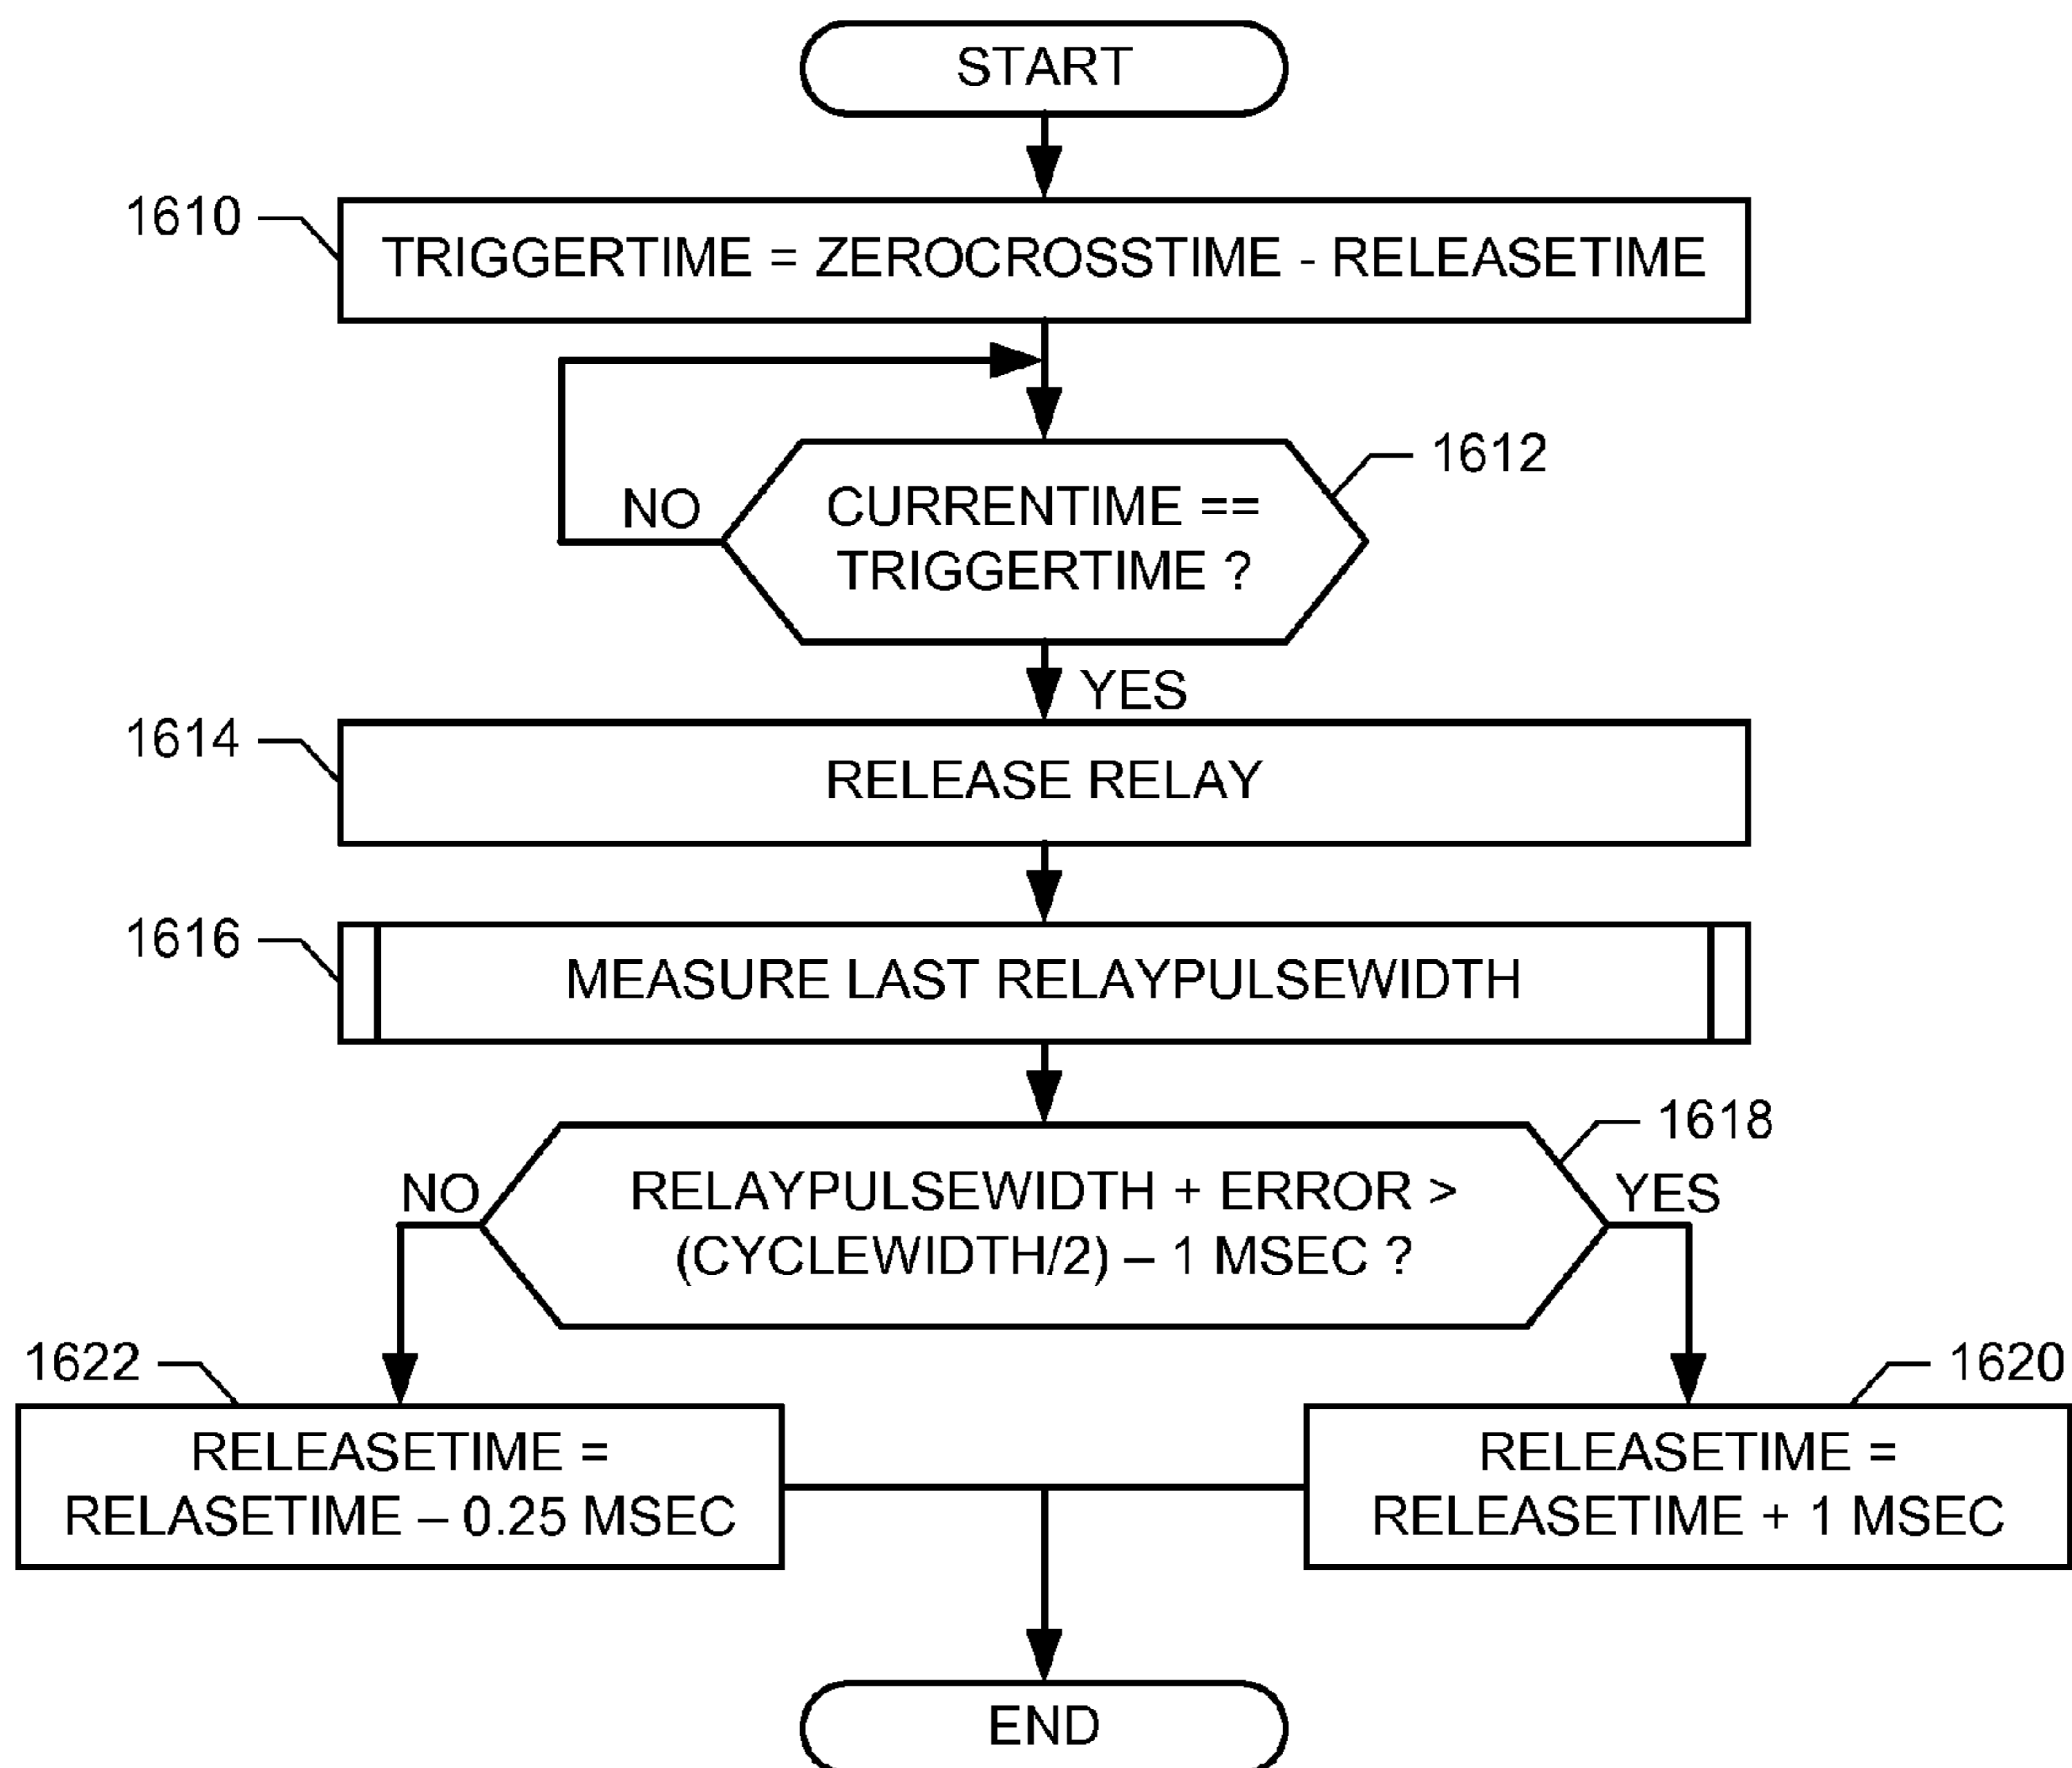 START
1610
TRIGGERTIME = ZEROCROSSTIME - RELEASETIME
1612
NO
CURRENTIME ==
TRIGGERTIME ?
YES
1614
RELEASE RELAY
1616
MEASURE LAST RELAYPULSEWIDTH
1618
NO
RELAYPULSEWIDTH + ERROR >
(CYCLEWIDTH/2) – 1 MSEC ?
YES
1622
RELEASETIME =
RELASETIME – 0.25 MSEC
1620
RELEASETIME =
RELEASETIME + 1 MSEC
END